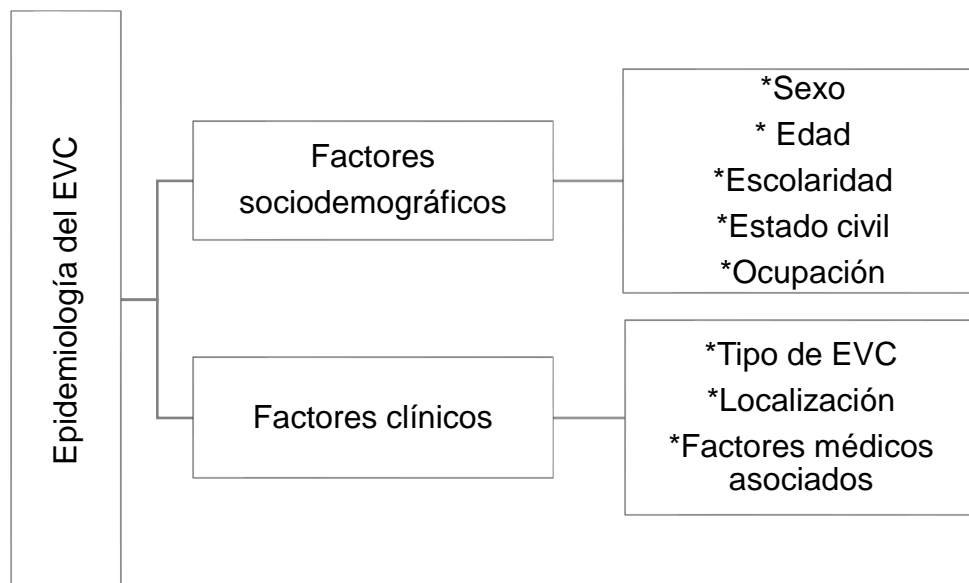 Epidemiología del EVC
Factores
sociodemográficos
*Sexo
* Edad
*Escolaridad
*Estado civil
*Ocupación
Factores clínicos
*Tipo de EVC
*Localización
*Factores médicos
asociados